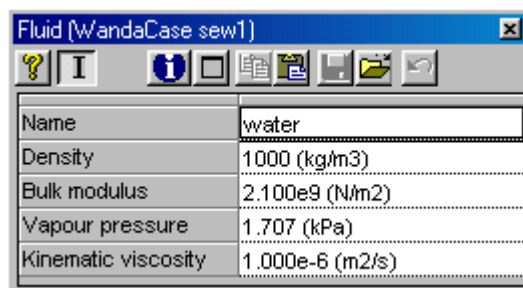 Fluid (WandaCase sew1)
Name water
Density 1000 (kg/m3)
Bulk modulus 2.100e9 (N/m2)
Vapour pressure 1.707 (kPa)
Kinematic viscosity 1.000e-6 (m2/s)